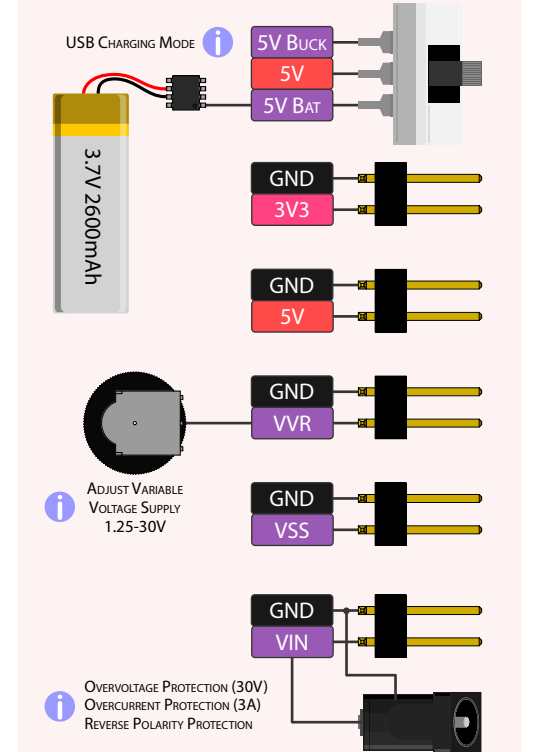 USB Charging Mode
i
5V Buck
5V
5V Bat
3.7V 2600mAh
GND
3V3
GND
5V
GND
VVR
i
Adjust Variable
Voltage Supply
1.25-30V
GND
VSS
GND
VIN
i
Overvoltage Protection (30V)
Overcurrent Protection (3A)
Reverse Polarity Protection